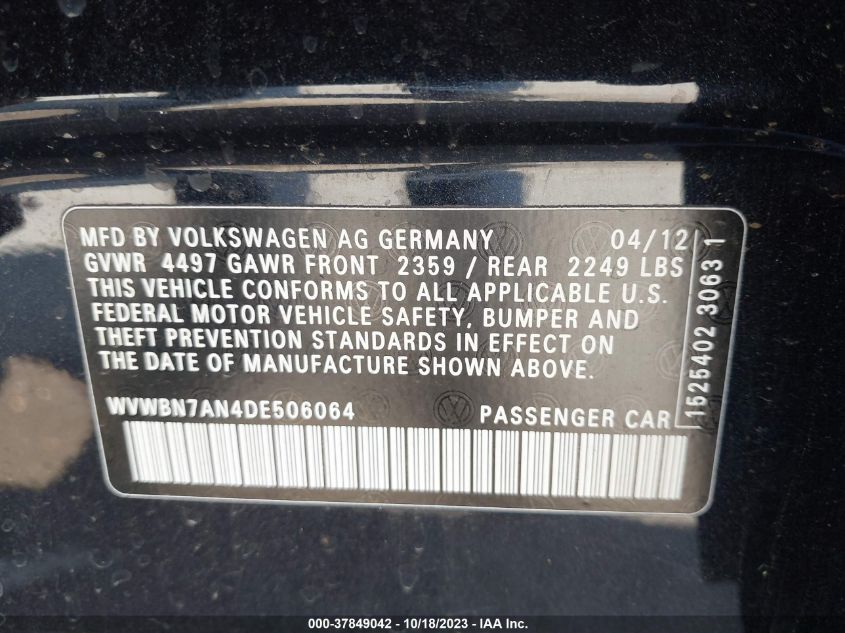 MFD BY VOLKSWAGEN AG GERMANY 04/12
GVWR 4497 GAWR FRONT 2359 / REAR 2249 LBS
THIS VEHICLE CONFORMS TO ALL APPLICABLE U.S.
FEDERAL MOTOR VEHICLE SAFETY, BUMPER AND
THEFT PREVENTION STANDARDS IN EFFECT ON
THE DATE OF MANUFACTURE SHOWN ABOVE.
WVWBN7AN4DE506064 PASSENGER CAR
1525402 3063 1
000-37849042 - 10/18/2023 - IAA Inc.